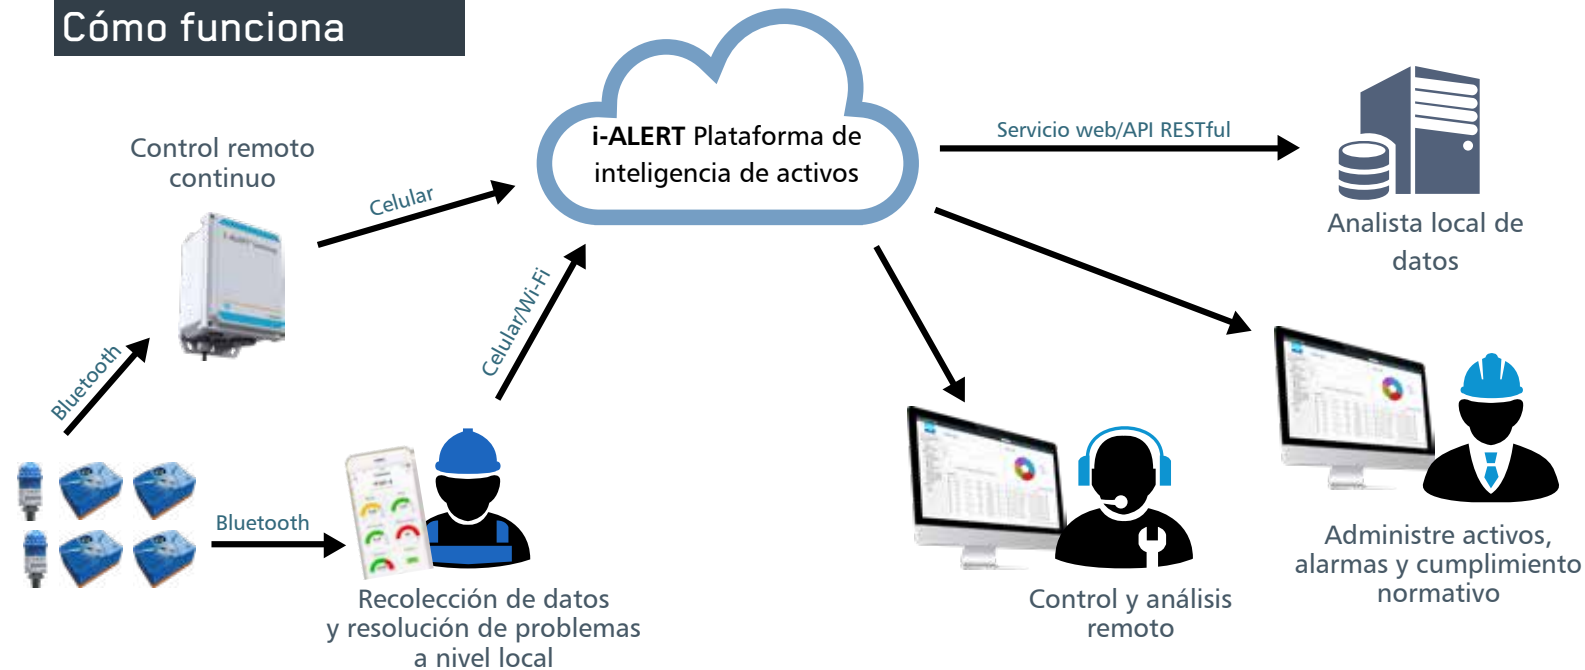 Cómo funciona
i-ALERT Plataforma de
inteligencia de activos
Servicio web/API RESTful
Analista local de
datos
Control remoto
continuo
Celular
i-ALERT
Celular/Wi-Fi
Bluetooth
Bluetooth
Recolección de datos
y resolución de problemas
a nivel local
Control y análisis
remoto
Administre activos,
alarmas y cumplimiento
normativo